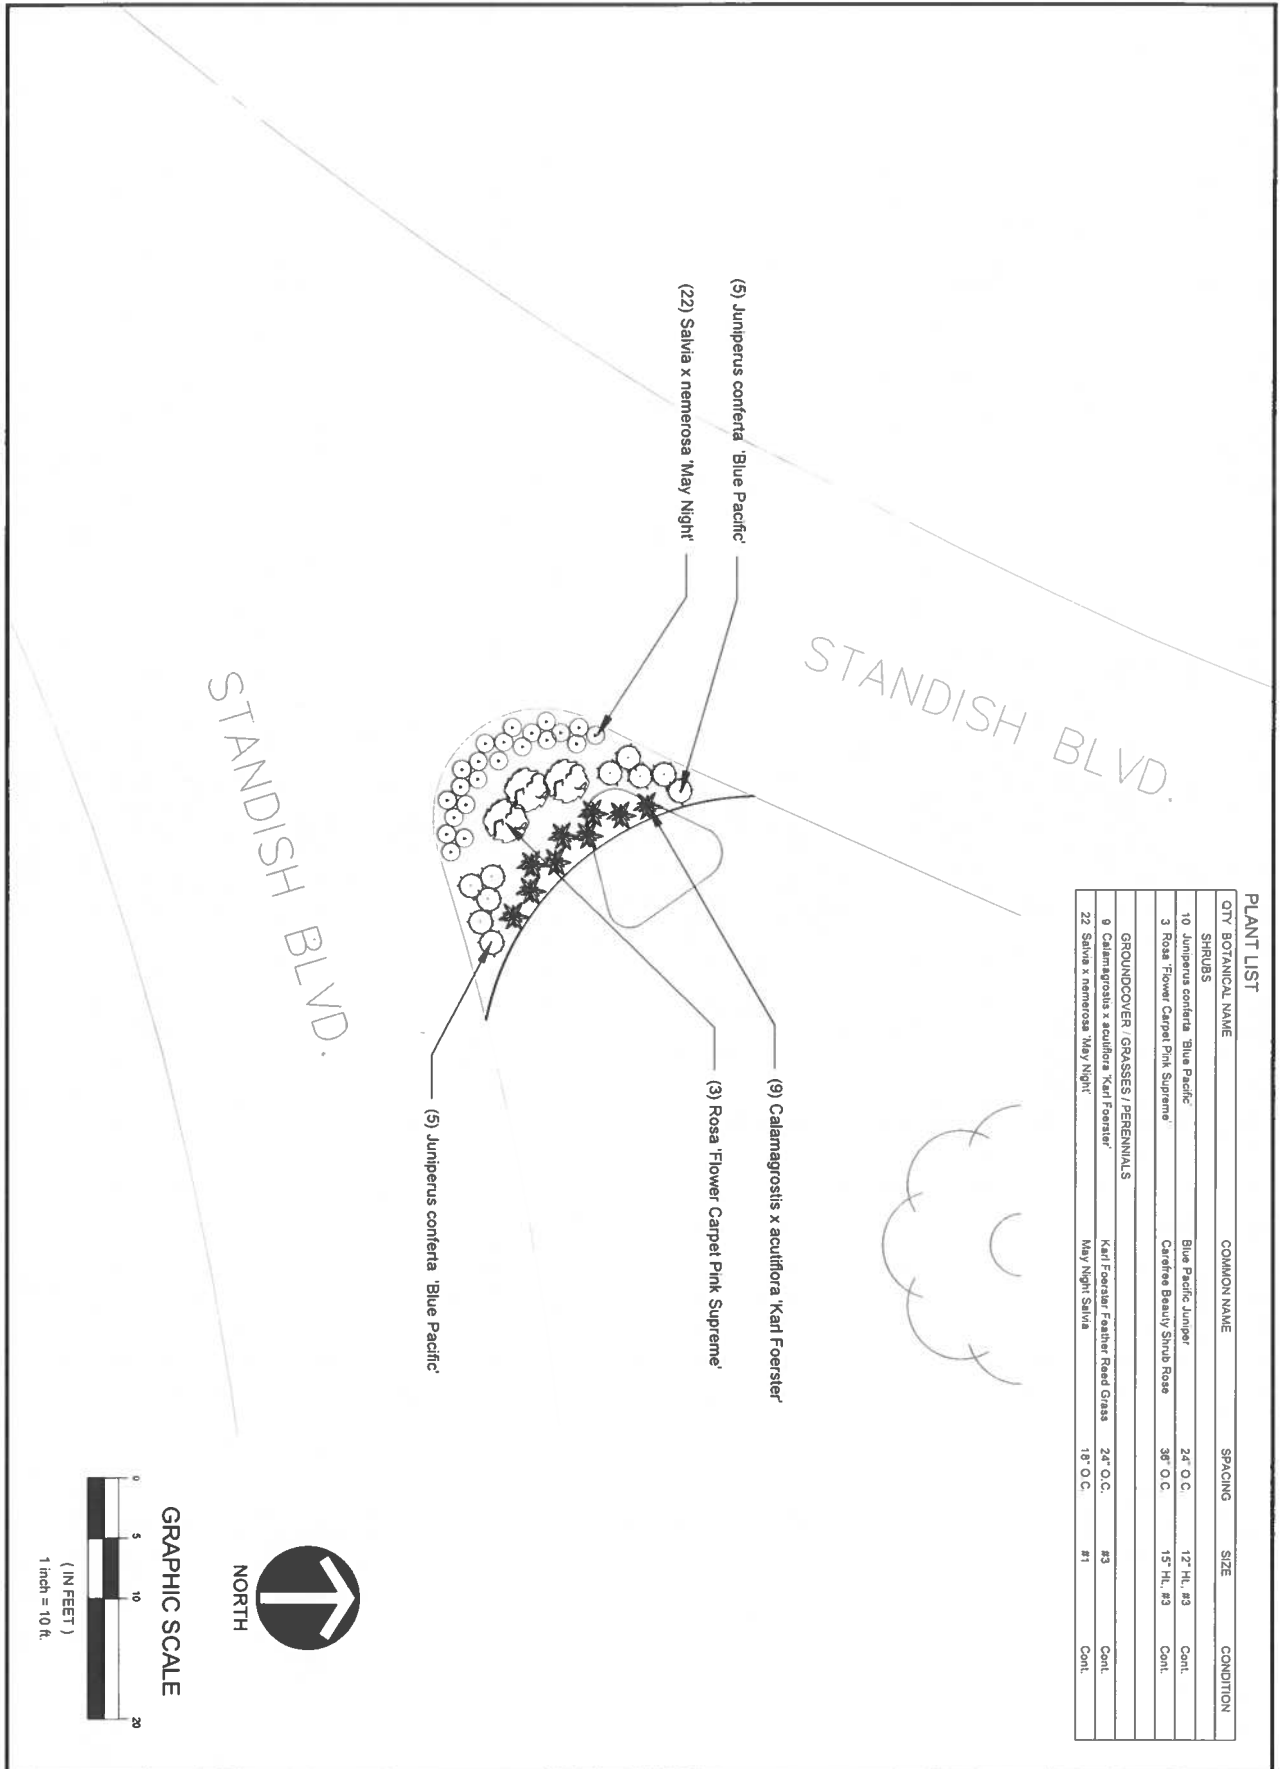 PLANT LIST
QTY BOTANICAL NAME COMMON NAME SPACING SIZE CONDITION
SHRUBS
10 Juniperus conferta 'Blue Pacific' Blue Pacific Juniper 24" O.C. 12" Ht., #3 Cont.
3 Rosa 'Flower Carpet Pink Supreme' Carefree Beauty Shrub Rose 36" O.C. 15" Ht., #3 Cont.
GROUNDCOVER / GRASSES / PERENNIALS
9 Calamagrostis x acutiflora 'Karl Foerster' Karl Foerster Feather Reed Grass 24" O.C. #3 Cont.
22 Salvia x nemerosa 'May Night' May Night Salvia 18" O.C. #1 Cont.
STANDISH BLVD.
(5) Juniperus conferta 'Blue Pacific'
(22) Salvia x nemerosa 'May Night'
(9) Calamagrostis x acutiflora 'Karl Foerster'
(3) Rosa 'Flower Carpet Pink Supreme'
(5) Juniperus conferta 'Blue Pacific'
STANDISH BLVD.
NORTH
GRAPHIC SCALE
0 5 10 20
( IN FEET )
1 inch = 10 ft.